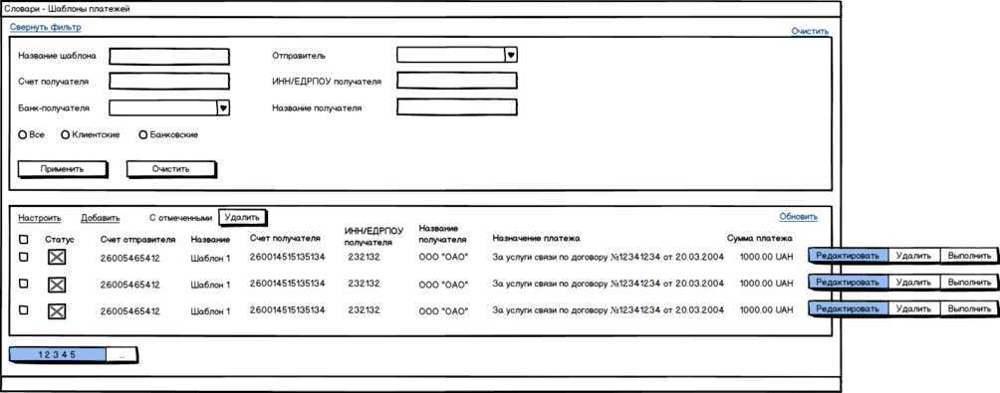 Словари - Шаблоны платежей
Свернуть фильтр
Очистить
Название шаблона Отправитель
Счет получателя ИНН/ЕДРПОУ получателя
Банк-получателя Название получателя
Все Клиентские Банковские
Применить Очистить
Настроить Добавить С отмеченными Удалить Обновить
Статус Счет отправителя Название Счет получателя ИНН/ЕДРПОУ получателя Название получателя Назначение платежа Сумма платежа
26005465412 Шаблон 1 260014515135134 232132 ООО "ОАО" За услуги связи по договору №12341234 от 20.03.2004 1000.00 UAH Редактировать Удалить Выполнить
26005465412 Шаблон 1 260014515135134 232132 ООО "ОАО" За услуги связи по договору №12341234 от 20.03.2004 1000.00 UAH Редактировать Удалить Выполнить
26005465412 Шаблон 1 260014515135134 232132 ООО "ОАО" За услуги связи по договору №12341234 от 20.03.2004 1000.00 UAH Редактировать Удалить Выполнить
1 2 3 4 5 ...